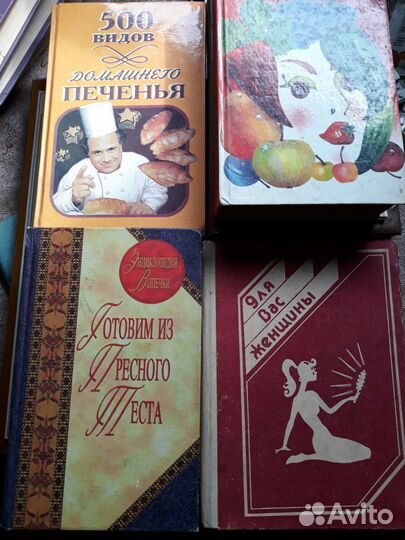 500
ВИДОВ
ДОМАШНЕГО
ПЕЧЕНЬЯ
Энциклопедия
Выпечки
Готовим из
Пресного
Теста
для
вас
женщины
Avito